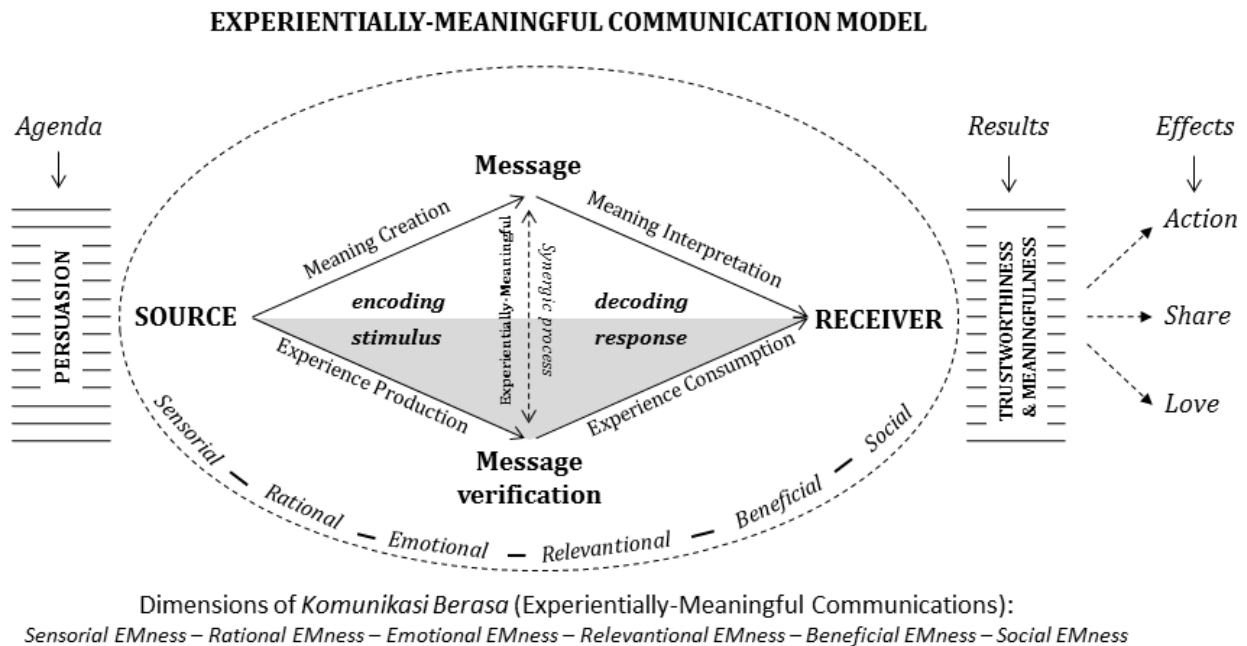 EXPERIENTIALLY-MEANINGFUL COMMUNICATION MODEL
Agenda
Results
Effects
PERSUASION
SOURCE
Message
Meaning Creation
Meaning Interpretation
encoding
decoding
stimulus
response
Experientially-Meaningful
Synergic process
Experience Production
Experience Consumption
Message
verification
RECEIVER
TRUSTWORTHINESS
& MEANINGFULNESS
Action
Share
Love
Sensorial – Rational – Emotional – Relevantional – Beneficial – Social
Dimensions of Komunikasi Berasa (Experientially-Meaningful Communications):
Sensorial EMness – Rational EMness – Emotional EMness – Relevantional EMness – Beneficial EMness – Social EMness